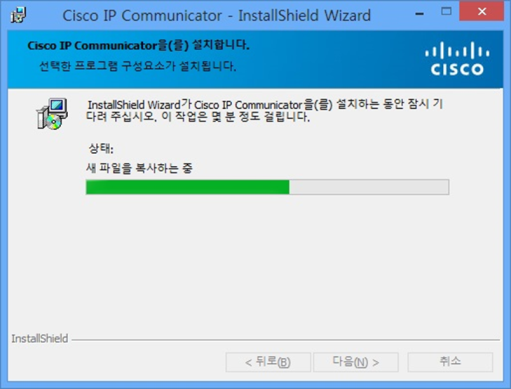 Cisco IP Communicator - InstallShield Wizard
Cisco IP Communicator을(를) 설치합니다.
선택한 프로그램 구성요소가 설치됩니다.
CISCO
InstallShield Wizard가 Cisco IP Communicator을(를) 설치하는 동안 잠시 기
다려 주십시오. 이 작업은 몇 분 정도 걸립니다.
상태:
새 파일을 복사하는 중
InstallShield
< 뒤로(B)
다음(N) >
취소